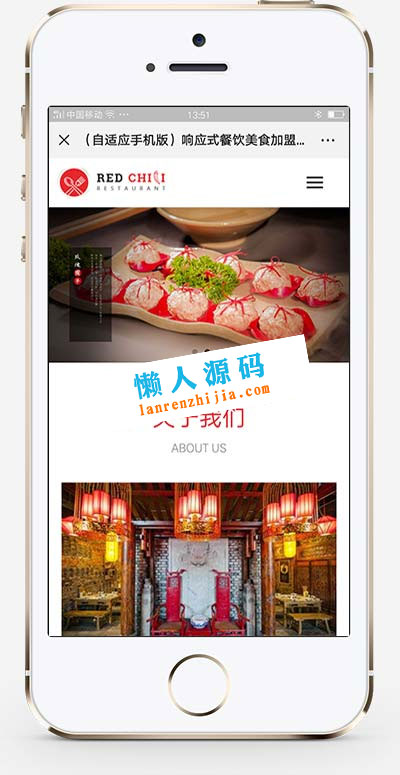 中国移动
13:51
（自适应手机版）响应式餐饮美食加盟...
RED CHILI
RESTAURANT
懒人源码
lanrenzhijia.com
关于我们
ABOUT US